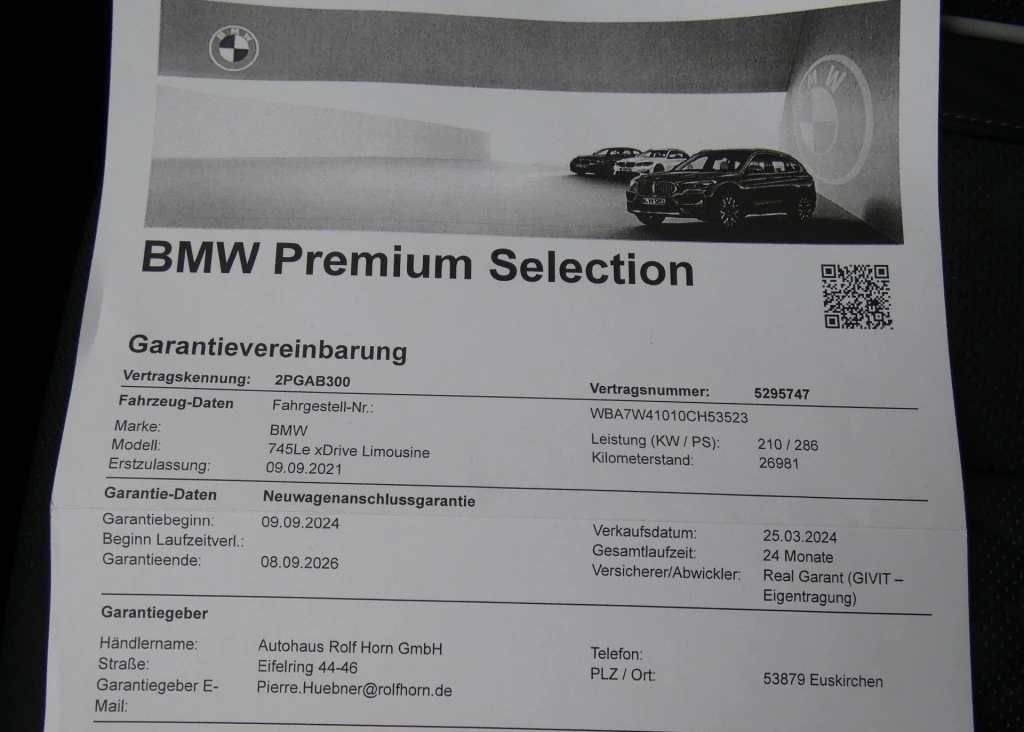 BMW
BMW
BMW Premium Selection
Garantievereinbarung
Vertragskennung: 2PGAB300 Vertragsnummer: 5295747
Fahrzeug-Daten Fahrgestell-Nr.: WBA7W41010CH53523
Marke: BMW Leistung (KW / PS): 210 / 286
Modell: 745Le xDrive Limousine Kilometerstand: 26981
Erstzulassung: 09.09.2021
Garantie-Daten Neuwagenanschlussgarantie
Garantiebeginn: 09.09.2024 Verkaufsdatum: 25.03.2024
Beginn Laufzeitverl.: Gesamtlaufzeit: 24 Monate
Garantieende: 08.09.2026 Versicherer/Abwickler: Real Garant (GIVIT –
Eigentragung)
Garantiegeber
Händlername: Autohaus Rolf Horn GmbH Telefon:
Straße: Eifelring 44-46 PLZ / Ort: 53879 Euskirchen
Garantiegeber E- Pierre.Huebner@rolfhorn.de
Mail: